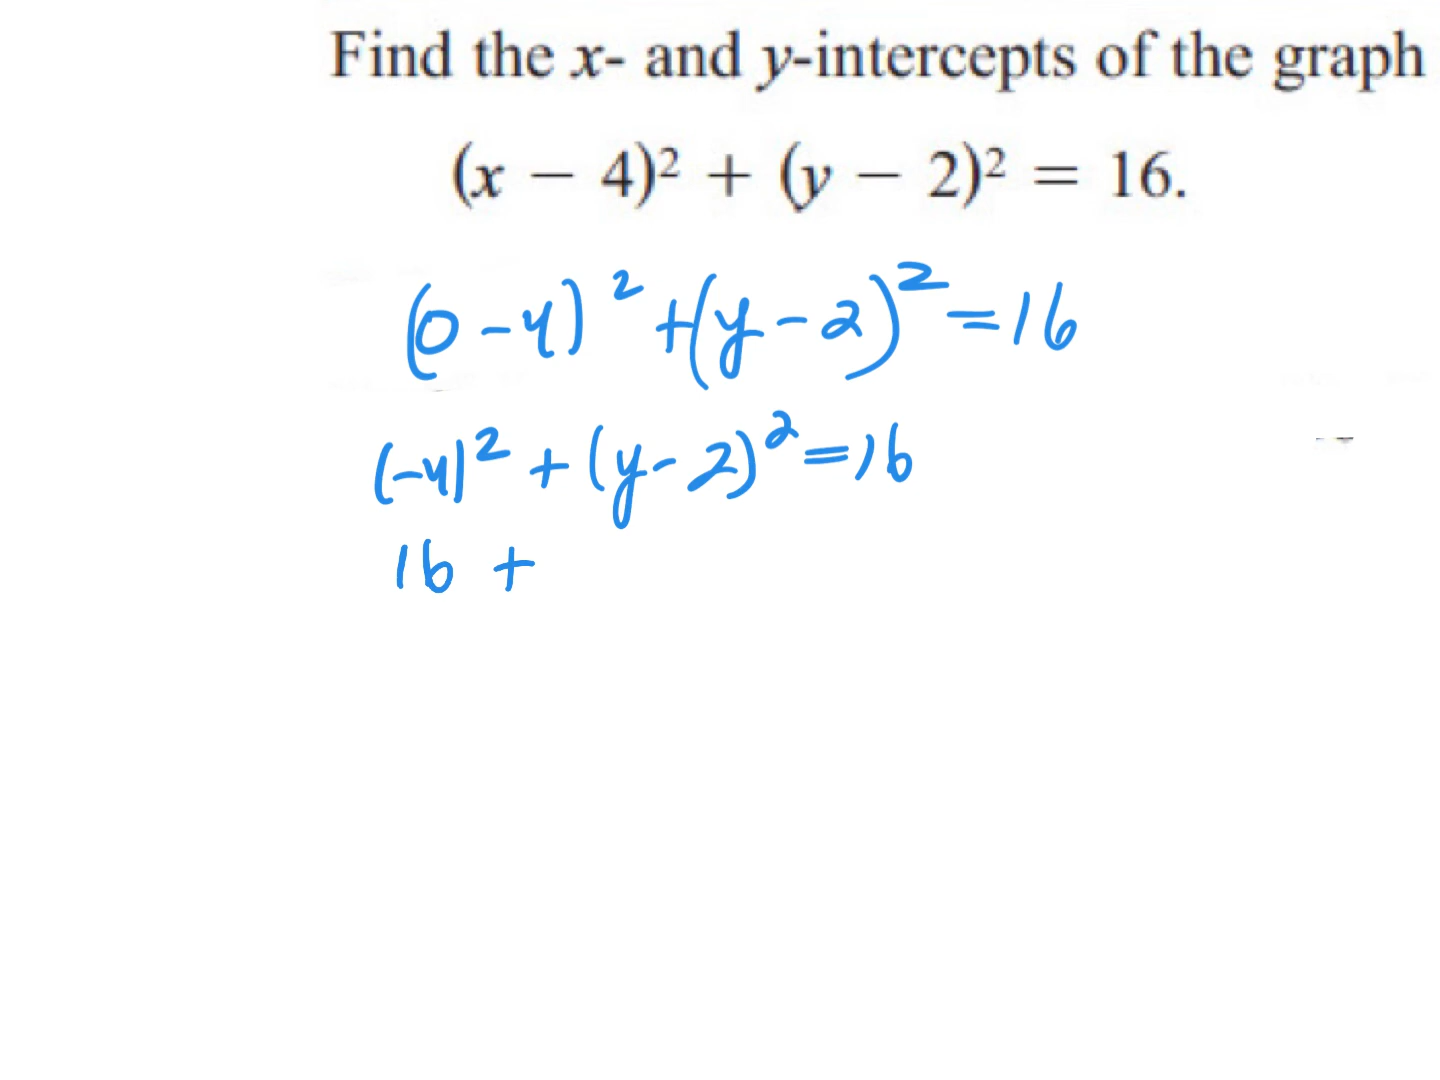 Find the x- and y-intercepts of the graph
(x − 4)² + (y − 2)² = 16.
(0-4)² +(y-2)² =16
(-4)² + (y-2)² =16
16 +